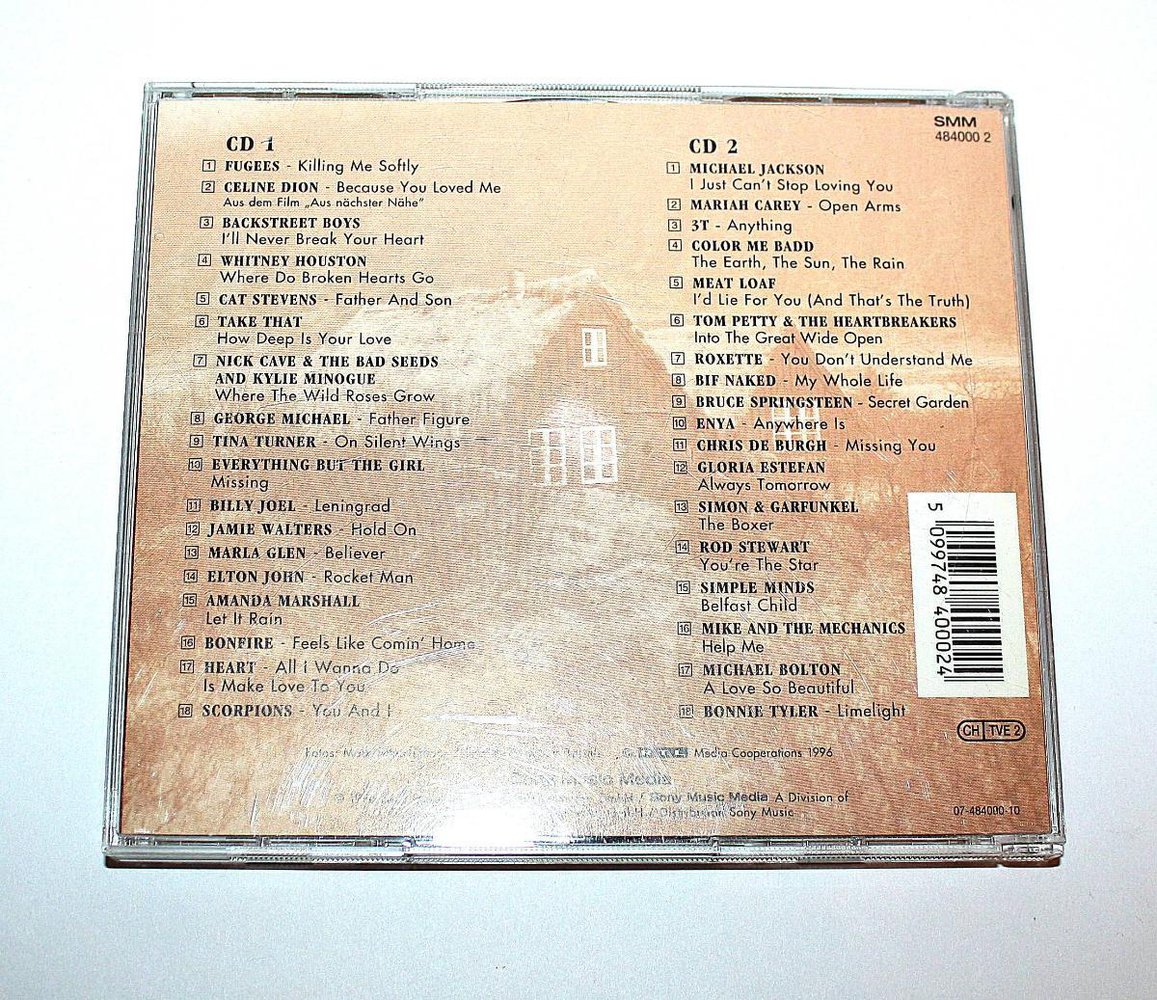 CD 1
1 FUGEES - Killing Me Softly
2 CELINE DION - Because You Loved Me
Aus dem Film „Aus nächster Nähe"
3 BACKSTREET BOYS
I'll Never Break Your Heart
4 WHITNEY HOUSTON
Where Do Broken Hearts Go
5 CAT STEVENS - Father And Son
6 TAKE THAT
How Deep Is Your Love
7 NICK CAVE & THE BAD SEEDS
AND KYLIE MINOGUE
Where The Wild Roses Grow
8 GEORGE MICHAEL - Father Figure
9 TINA TURNER - On Silent Wings
10 EVERYTHING BUT THE GIRL
Missing
11 BILLY JOEL - Leningrad
12 JAMIE WALTERS - Hold On
13 MARLA GLEN - Believer
14 ELTON JOHN - Rocket Man
15 AMANDA MARSHALL
Let It Rain
16 BONFIRE - Feels Like Comin' Home
17 HEART - All I Wanna Do
Is Make Love To You
18 SCORPIONS - You And I
CD 2
1 MICHAEL JACKSON
I Just Can't Stop Loving You
2 MARIAH CAREY - Open Arms
3 3T - Anything
4 COLOR ME BADD
The Earth, The Sun, The Rain
5 MEAT LOAF
I'd Lie For You (And That's The Truth)
6 TOM PETTY & THE HEARTBREAKERS
Into The Great Wide Open
7 ROXETTE - You Don't Understand Me
8 BIF NAKED - My Whole Life
9 BRUCE SPRINGSTEEN - Secret Garden
10 ENYA - Anywhere Is
11 CHRIS DE BURGH - Missing You
12 GLORIA ESTEFAN
Always Tomorrow
13 SIMON & GARFUNKEL
The Boxer
14 ROD STEWART
You're The Star
15 SIMPLE MINDS
Belfast Child
16 MIKE AND THE MECHANICS
Help Me
17 MICHAEL BOLTON
A Love So Beautiful
18 BONNIE TYLER - Limelight
SMM
484000 2
5 099748 400024
CH TVE 2
Fotos: Media Cooperations 1996
Sony Music Media
/ Sony Music Media A Division of
/ Distribution Sony Music
07-484000-10